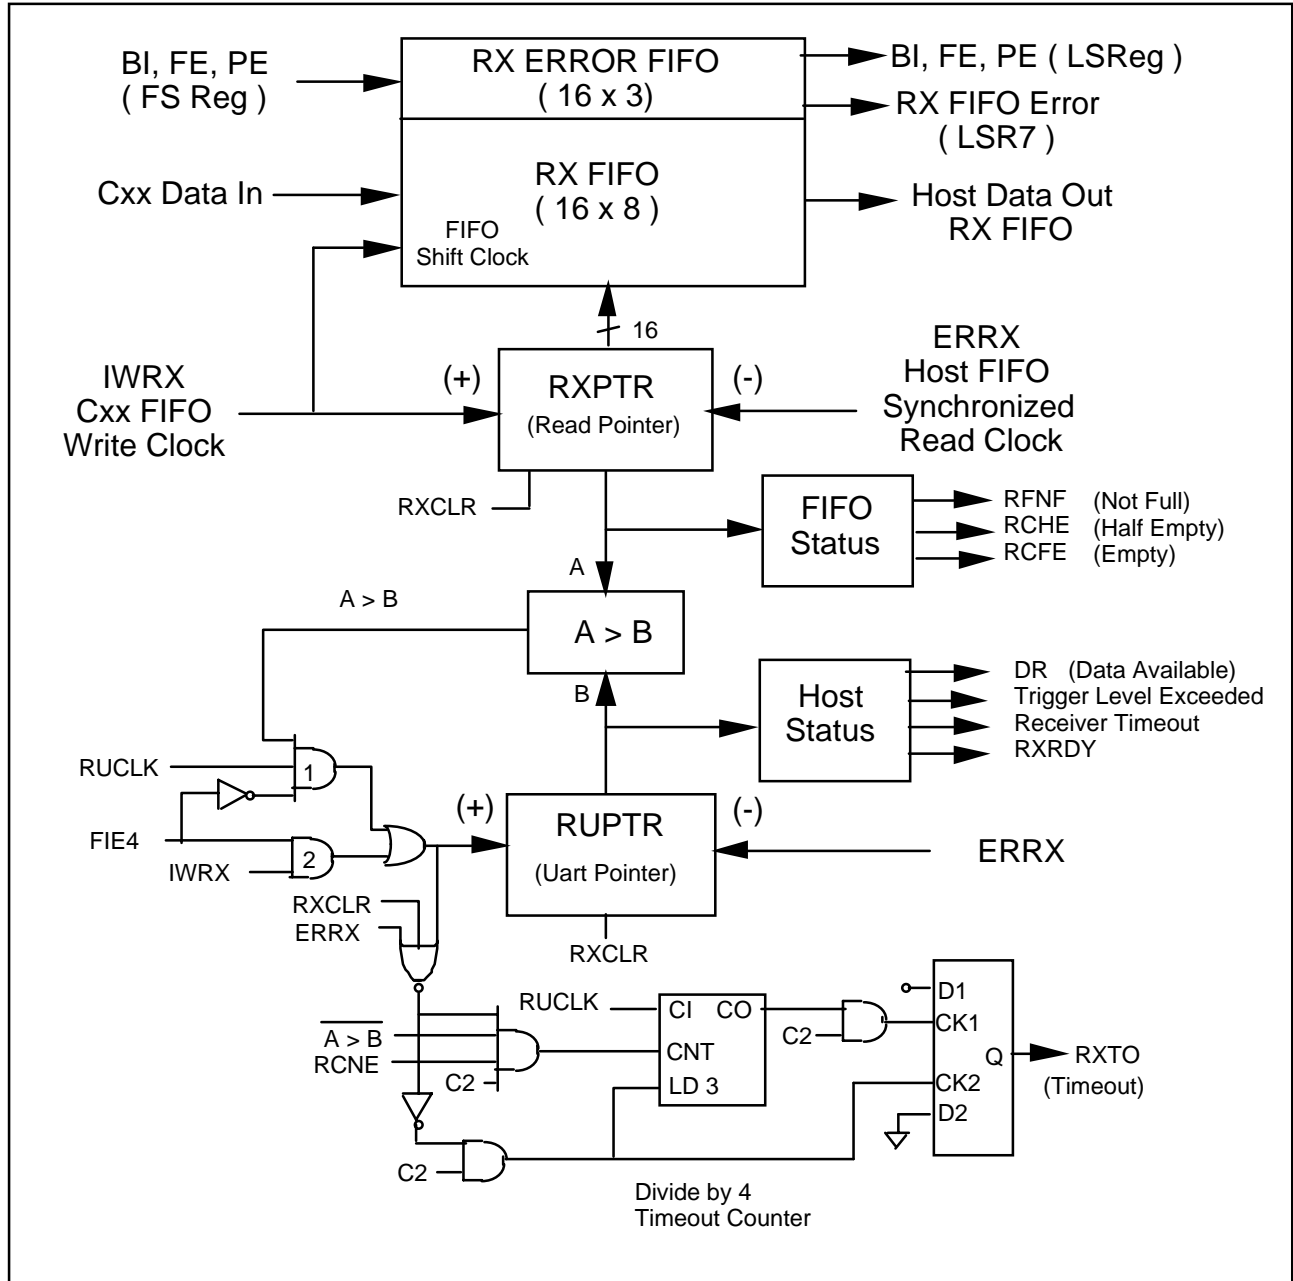 BI, FE, PE
( FS Reg )
RX ERROR FIFO
( 16 x 3)
BI, FE, PE ( LSReg )
RX FIFO Error
( LSR7 )
Cxx Data In
RX FIFO
( 16 x 8 )
Host Data Out
RX FIFO
FIFO
Shift Clock
16
IWRX
Cxx FIFO
Write Clock
(+)
RXPTR
(Read Pointer)
(-)
ERRX
Host FIFO
Synchronized
Read Clock
RXCLR
FIFO
Status
RFNF (Not Full)
RCHE (Half Empty)
RCFE (Empty)
A
A > B
A > B
B
Host
Status
DR (Data Available)
Trigger Level Exceeded
Receiver Timeout
RXRDY
RUCLK
1
FIE4
2
IWRX
(+)
RUPTR
(Uart Pointer)
(-)
ERRX
RXCLR
ERRX
RXCLR
A > B
RCNE
C2
RUCLK
CI CO
CNT
LD 3
C2
D1
CK1
Q
CK2
D2
RXTO
(Timeout)
C2
Divide by 4
Timeout Counter